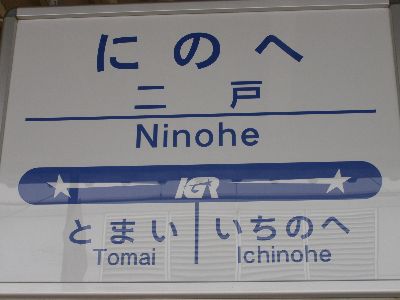 にのへ
二戸
Ninohe
IGR
とまい いちのへ
Tomai Ichinohe